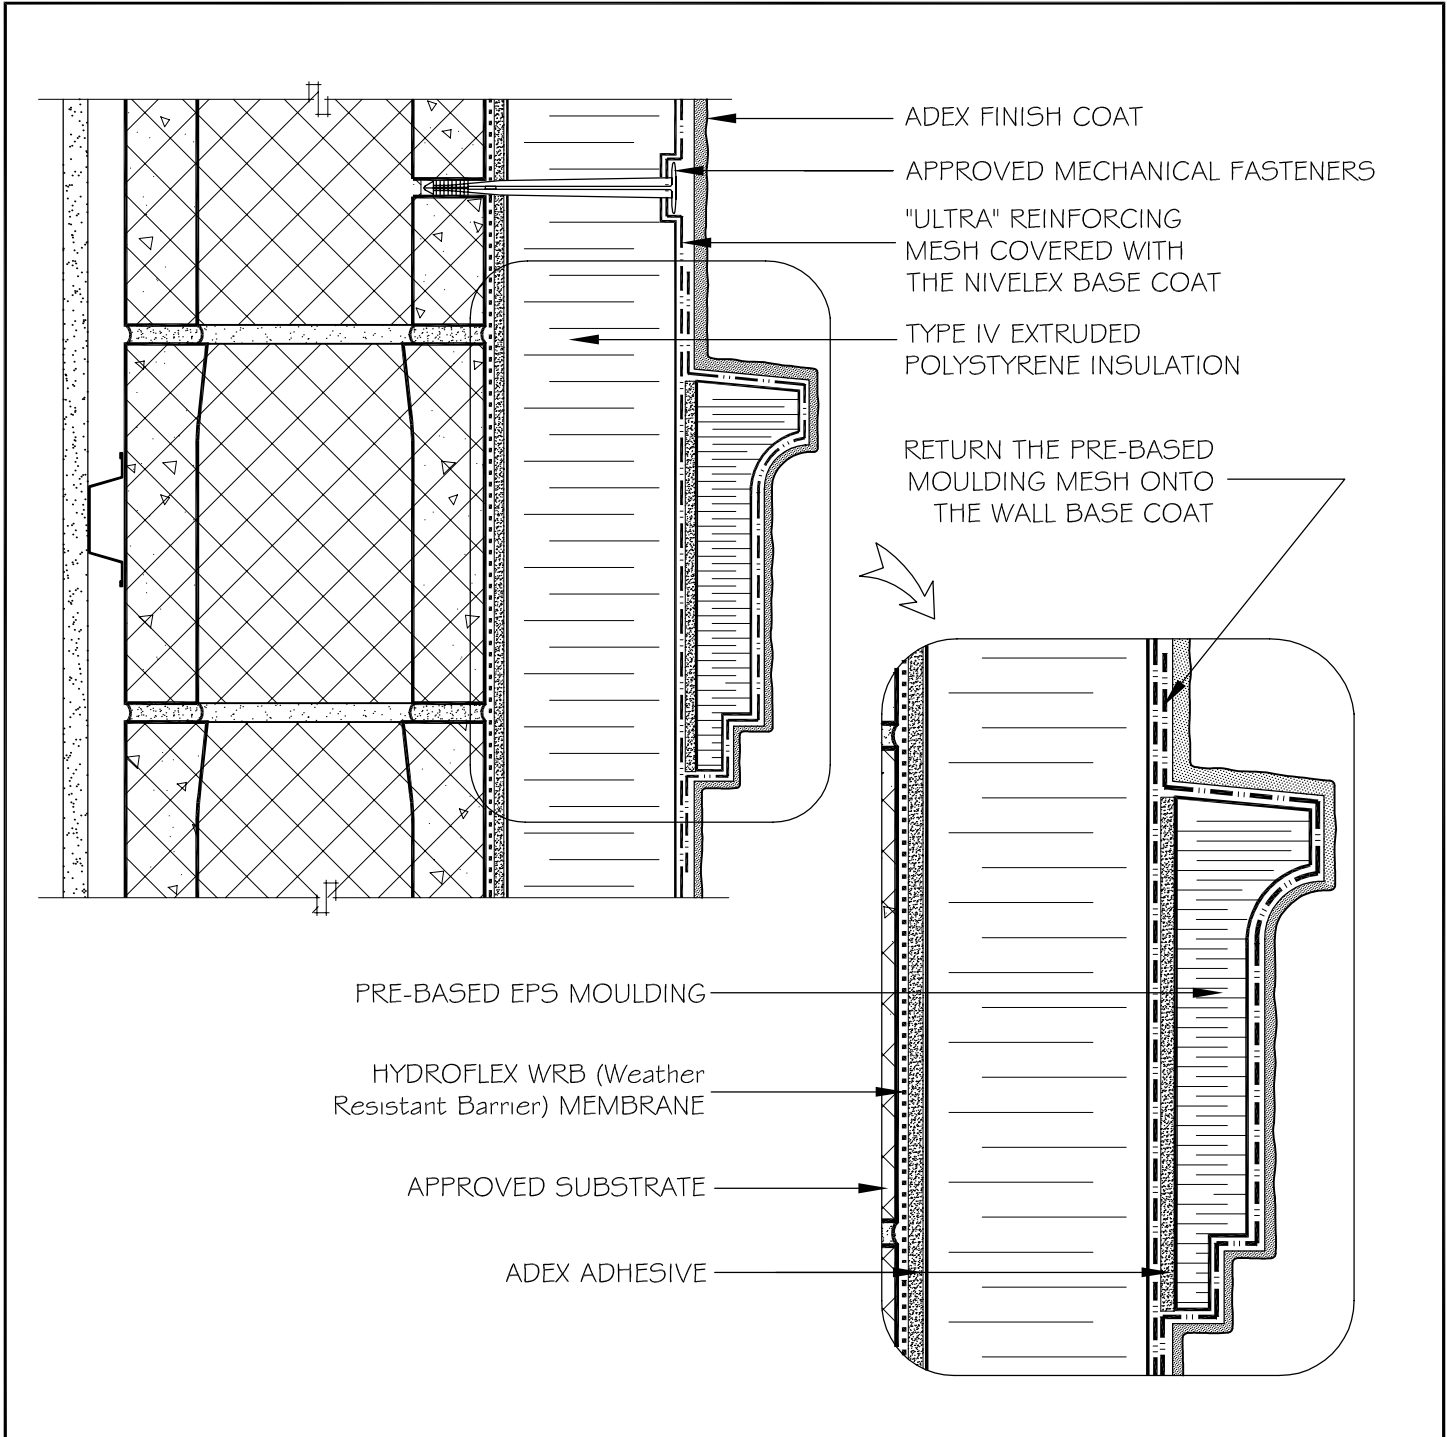 ADEX FINISH COAT
APPROVED MECHANICAL FASTENERS
"ULTRA" REINFORCING
MESH COVERED WITH
THE NIVELEX BASE COAT
TYPE IV EXTRUDED
POLYSTYRENE INSULATION
RETURN THE PRE-BASED
MOULDING MESH ONTO
THE WALL BASE COAT
PRE-BASED EPS MOULDING
HYDROFLEX WRB (Weather
Resistant Barrier) MEMBRANE
APPROVED SUBSTRATE
ADEX ADHESIVE